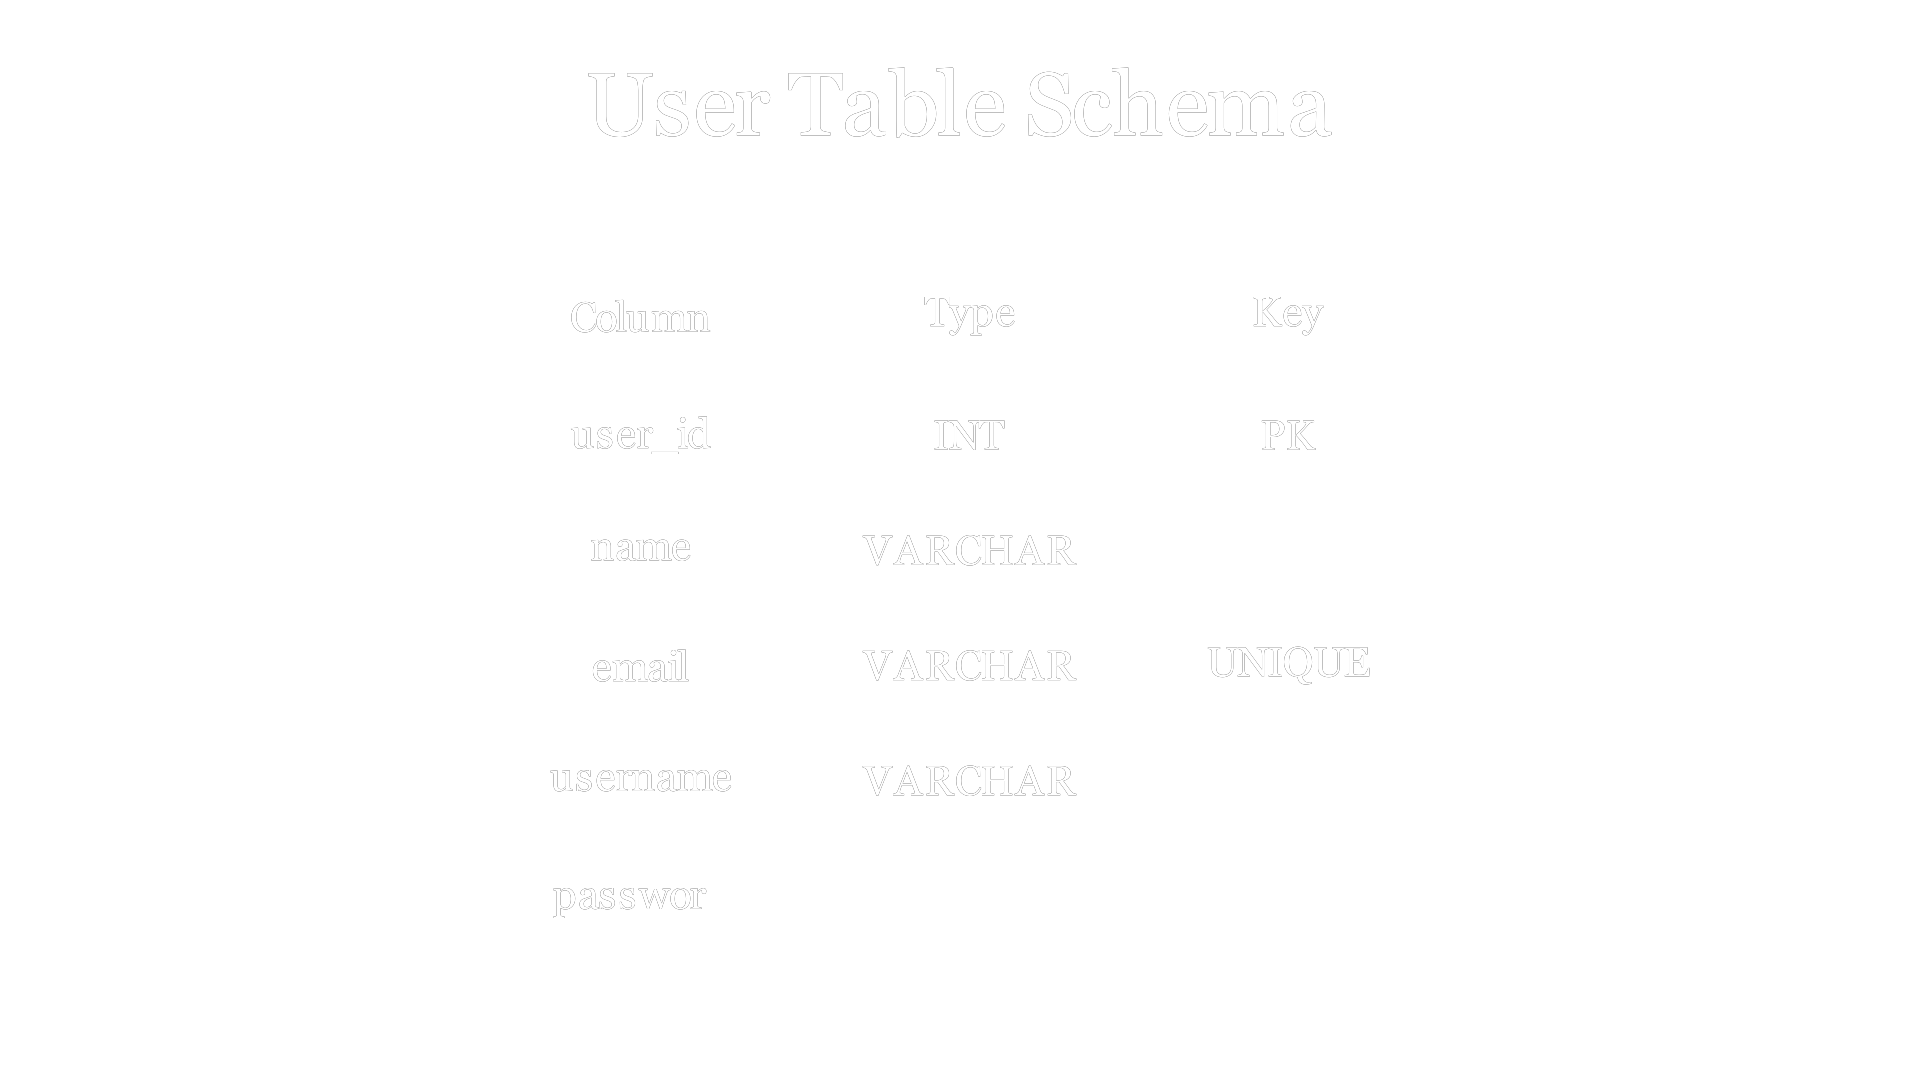 User Table Schema
Column Type Key
user_id INT PK
name VARCHAR
email VARCHAR UNIQUE
username VARCHAR
passwor